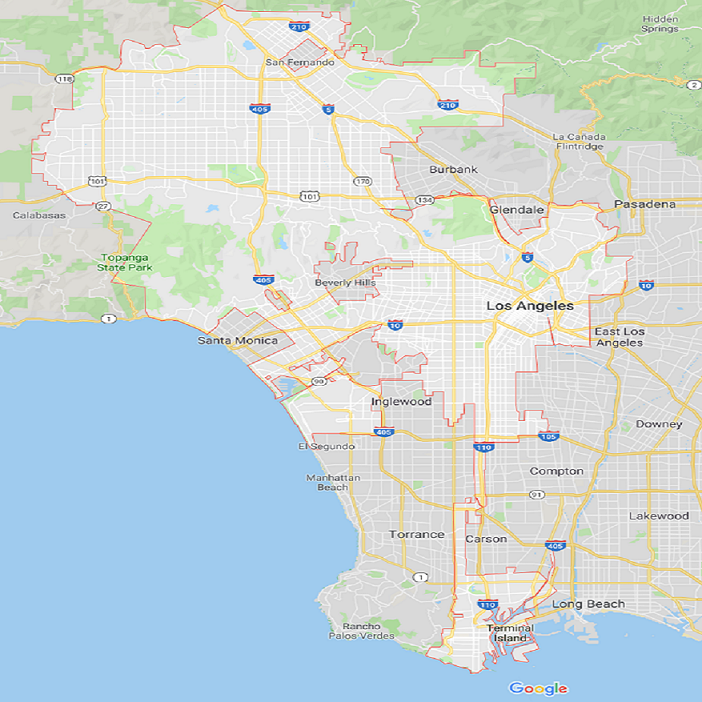 Hidden
Springs
210
San Fernando
118
2
405
5
210
La Cañada
Flintridge
Burbank
101
170
101
134
Pasadena
27
Glendale
Calabasas
Topanga
State Park
5
405
Beverly Hills
10
Los Angeles
1
10
East Los
Angeles
Santa Monica
90
Inglewood
Downey
405
105
El Segundo
110
Compton
Manhattan
Beach
91
Lakewood
Torrance
Carson
405
1
110
Long Beach
Rancho
Palos Verdes
Terminal
Island
Google